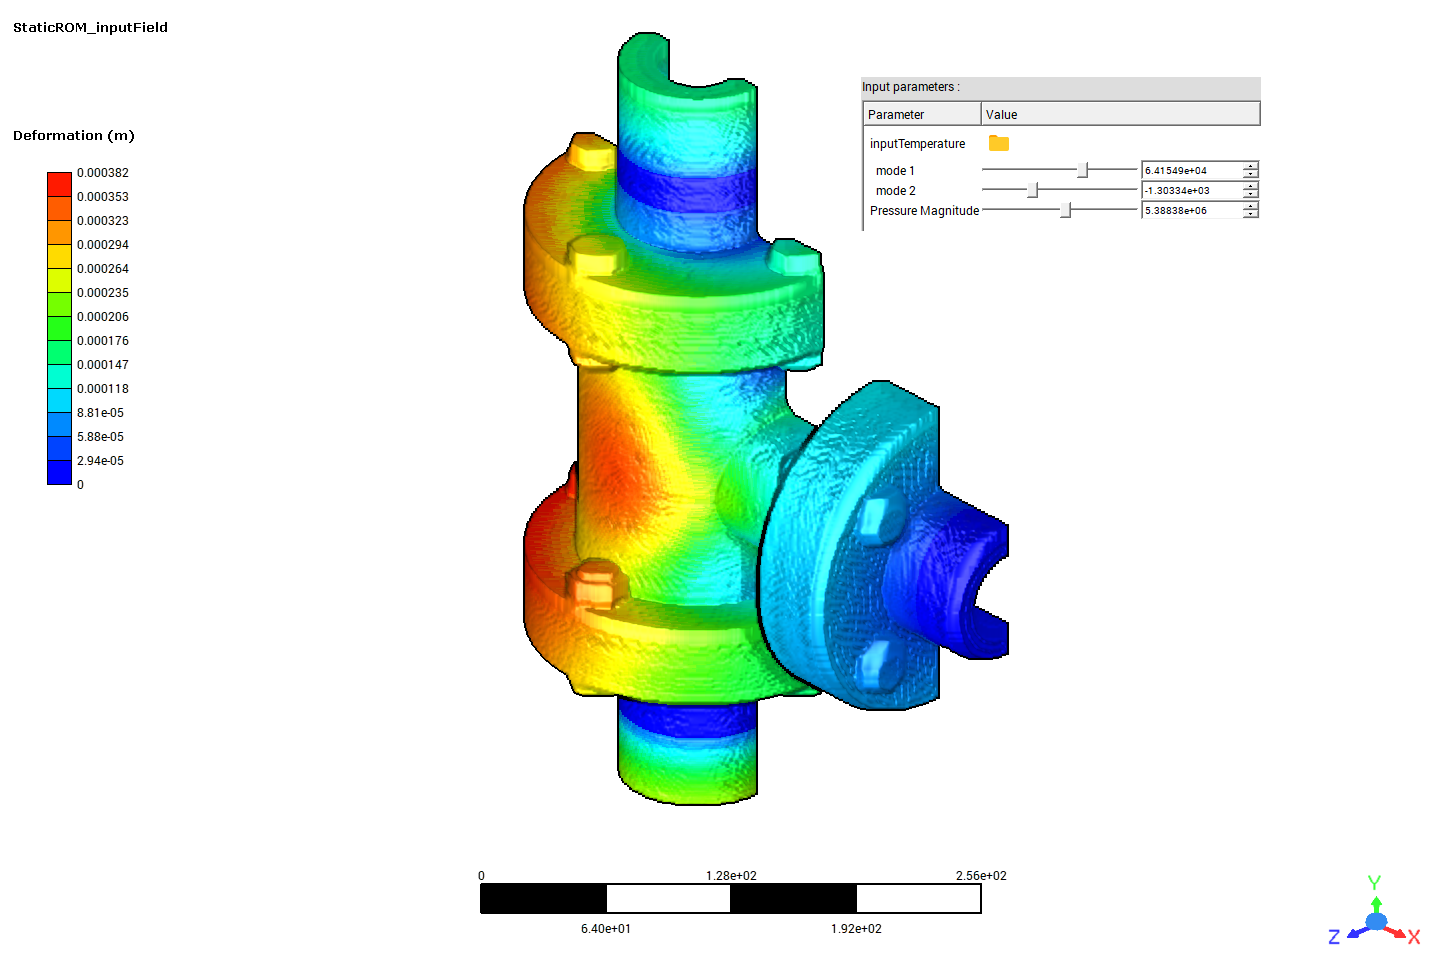 StaticROM_inputField
Deformation (m)
0.000382
0.000353
0.000323
0.000294
0.000264
0.000235
0.000206
0.000176
0.000147
0.000118
8.81e-05
5.88e-05
2.94e-05
0
Input parameters :
Parameter Value
inputTemperature
mode 1 6.41549e+04
mode 2 -1.30334e+03
Pressure Magnitude 5.38838e+06
0 1.28e+02 2.56e+02
6.40e+01 1.92e+02
Y
Z X